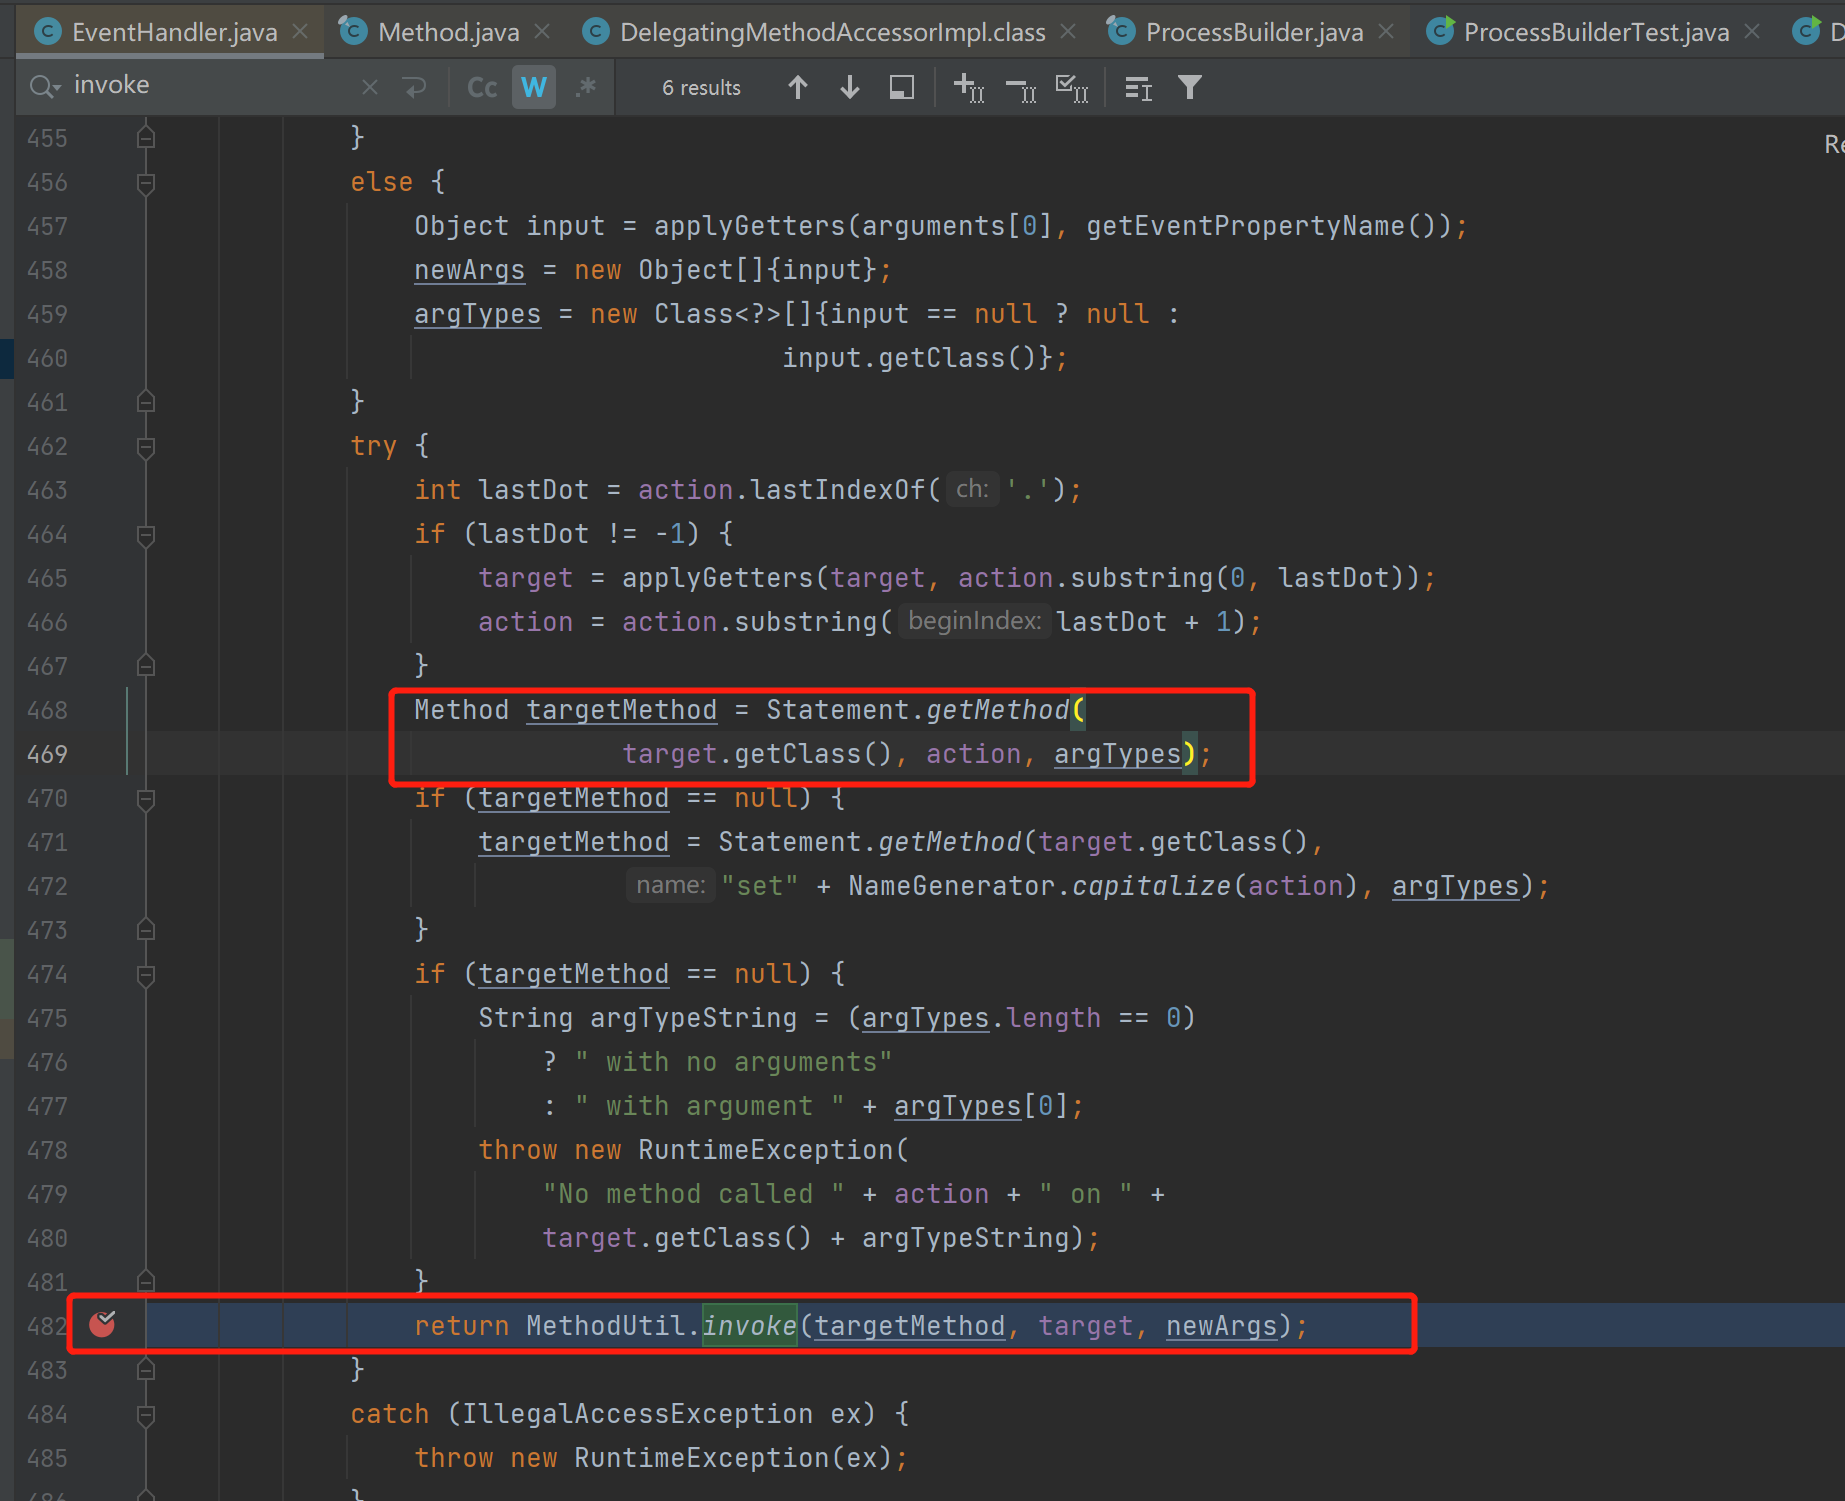 EventHandler.java Method.java DelegatingMethodAccessorImpl.class ProcessBuilder.java ProcessBuilderTest.java D
invoke Cc W .* 6 results
Re
455 }
456 else {
457 Object input = applyGetters(arguments[0], getEventPropertyName());
458 newArgs = new Object[]{input};
459 argTypes = new Class<?>[]{input == null ? null :
460 input.getClass()};
461 }
462 try {
463 int lastDot = action.lastIndexOf( ch: '.');
464 if (lastDot != -1) {
465 target = applyGetters(target, action.substring(0, lastDot));
466 action = action.substring( beginIndex: lastDot + 1);
467 }
468 Method targetMethod = Statement.getMethod(
469 target.getClass(), action, argTypes);
470 if (targetMethod == null) {
471 targetMethod = Statement.getMethod(target.getClass(),
472 name: "set" + NameGenerator.capitalize(action), argTypes);
473 }
474 if (targetMethod == null) {
475 String argTypeString = (argTypes.length == 0)
476 ? " with no arguments"
477 : " with argument " + argTypes[0];
478 throw new RuntimeException(
479 "No method called " + action + " on " +
480 target.getClass() + argTypeString);
481 }
482 return MethodUtil.invoke(targetMethod, target, newArgs);
483 }
484 catch (IllegalAccessException ex) {
485 throw new RuntimeException(ex);
486 }